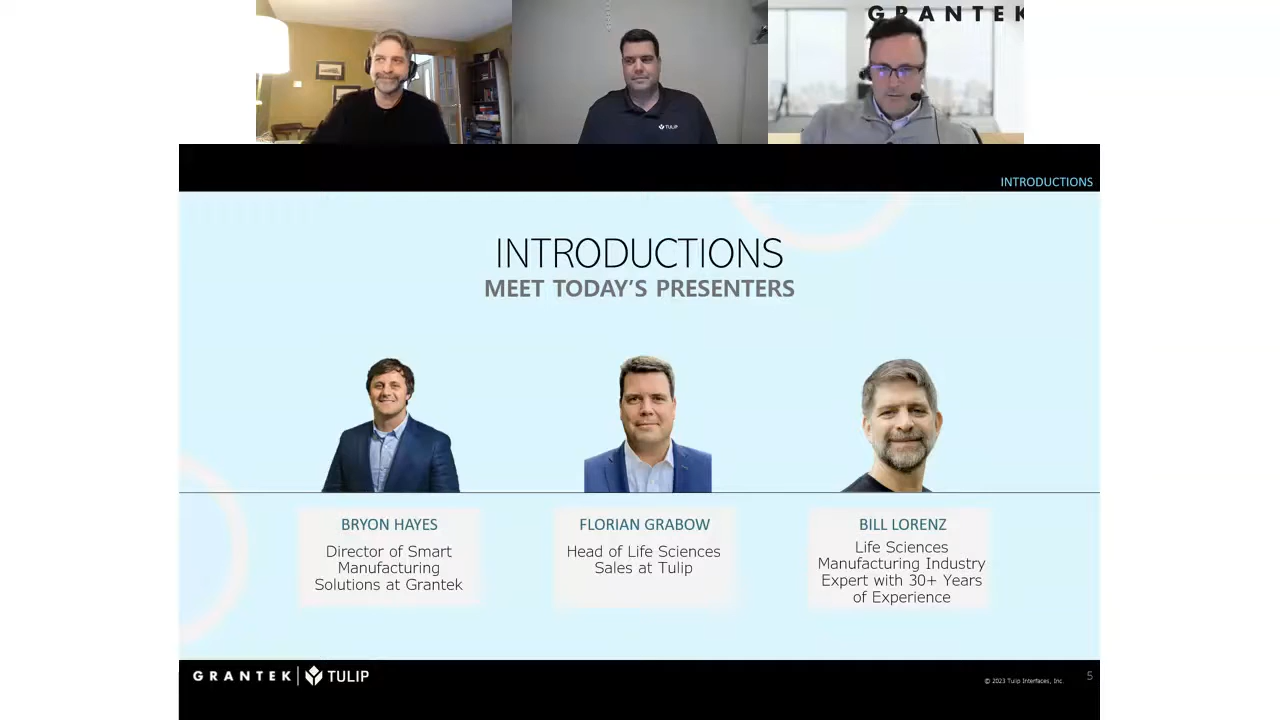 GRANTEK
TULIP
INTRODUCTIONS
INTRODUCTIONS
MEET TODAY'S PRESENTERS
BRYON HAYES
Director of Smart
Manufacturing
Solutions at Grantek
FLORIAN GRABOW
Head of Life Sciences
Sales at Tulip
BILL LORENZ
Life Sciences
Manufacturing Industry
Expert with 30+ Years
of Experience
GRANTEK | TULIP
© 2023 Tulip Interfaces, Inc.
5